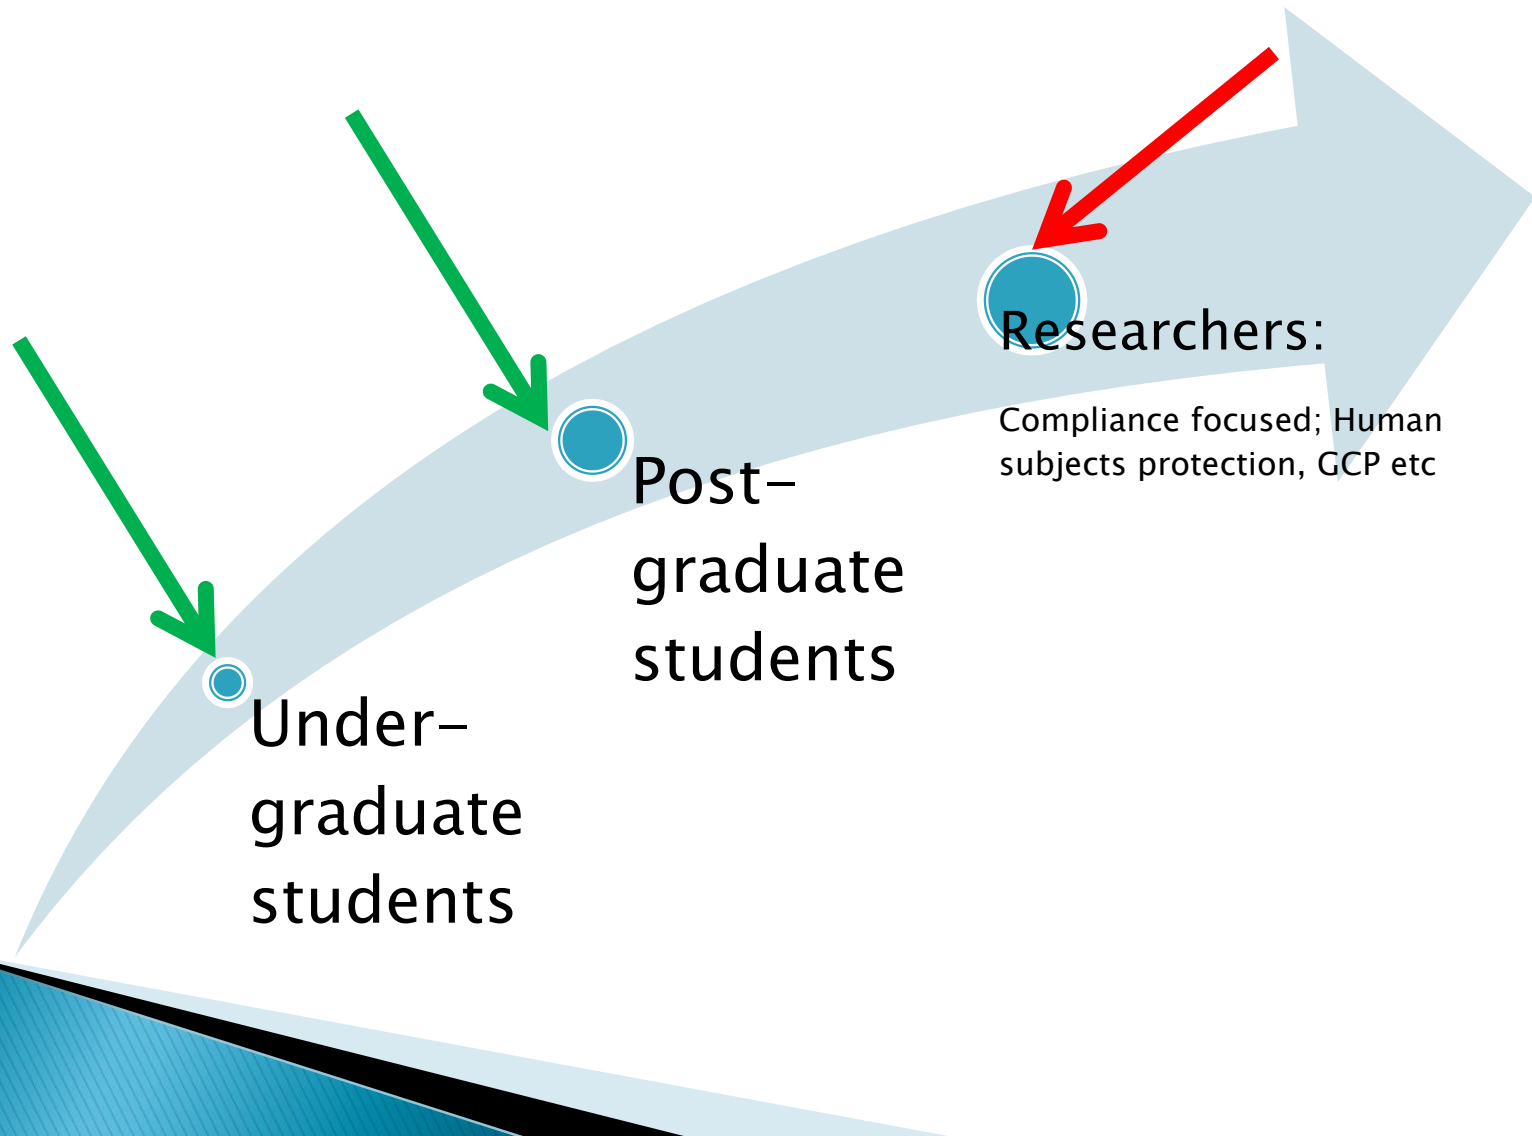 Researchers:
Compliance focused; Human
subjects protection, GCP etc
Post-
graduate
students
Under-
graduate
students